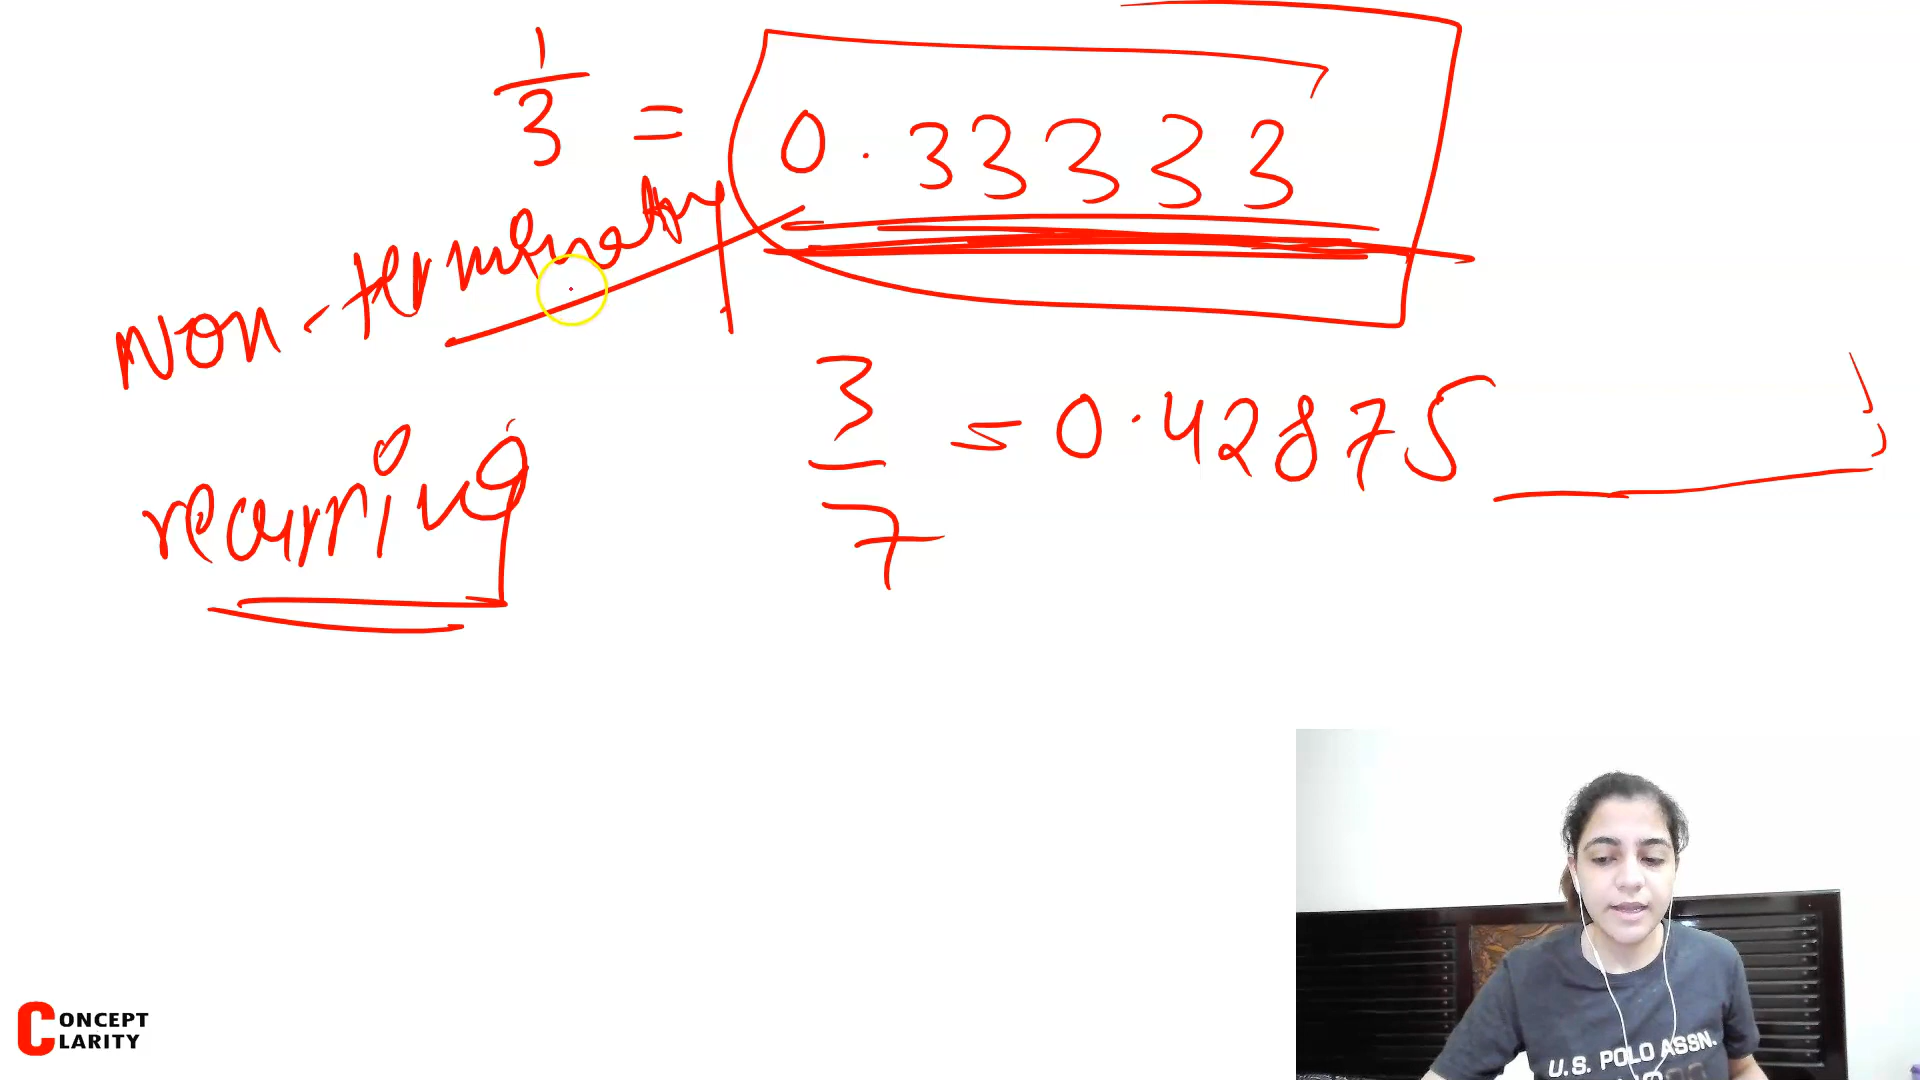 1/3 = 0.33333
Non-terminating
recurring
3/7 = 0.42875
CONCEPT
CLARITY
U.S. POLO ASSN.